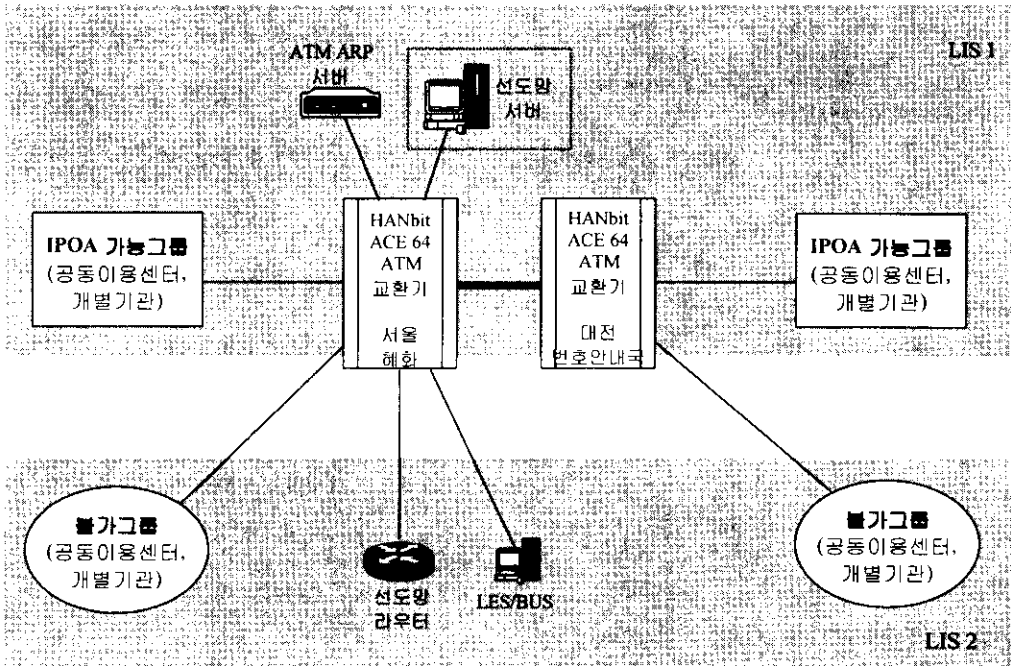 ATM ARP
서버
선도망
서버
LIS 1
HANbit
ACE 64
ATM
교환기
서울
혜화
HANbit
ACE 64
ATM
교환기
대전
번호안내국
IPOA 가능그룹
(공동이용센터,
개별기관)
IPOA 가능그룹
(공동이용센터,
개별기관)
불가그룹
(공동이용센터,
개별기관)
선도망
라우터
LES/BUS
불가그룹
(공동이용센터,
개별기관)
LIS 2